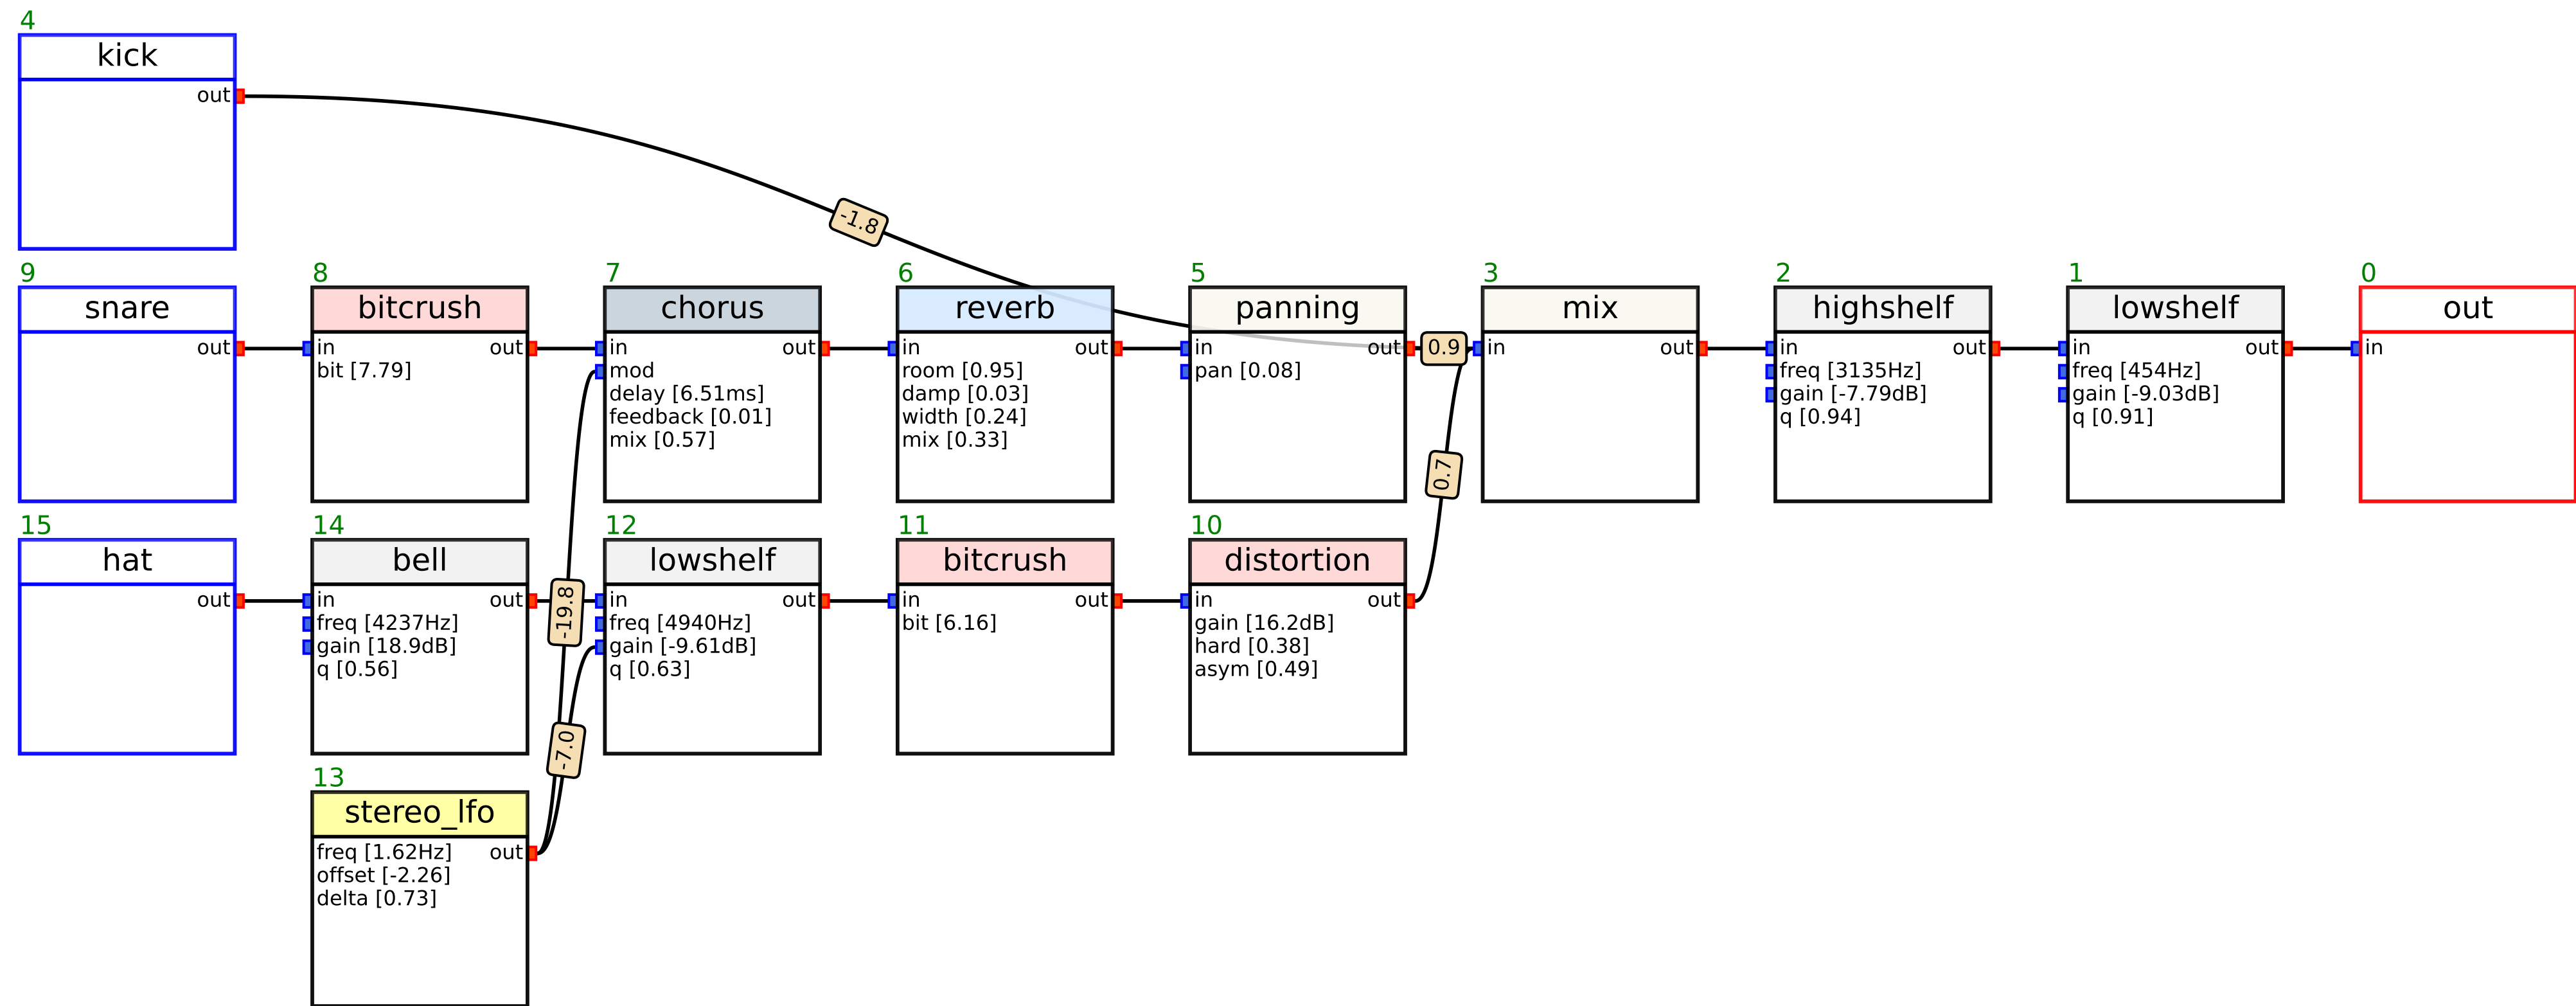 4
kick
out
-1.8
9
snare
out
8
bitcrush
in
out
bit [7.79]
7
chorus
in
out
mod
delay [6.51ms]
feedback [0.01]
mix [0.57]
6
reverb
in
out
room [0.95]
damp [0.03]
width [0.24]
mix [0.33]
5
panning
in
out
pan [0.08]
0.9
3
mix
in
out
2
highshelf
in
out
freq [3135Hz]
gain [-7.79dB]
q [0.94]
1
lowshelf
in
out
freq [454Hz]
gain [-9.03dB]
q [0.91]
0
out
in
0.7
15
hat
out
14
bell
in
out
freq [4237Hz]
gain [18.9dB]
q [0.56]
-19.8
12
lowshelf
in
out
freq [4940Hz]
gain [-9.61dB]
q [0.63]
11
bitcrush
in
out
bit [6.16]
10
distortion
in
out
gain [16.2dB]
hard [0.38]
asym [0.49]
-7.0
13
stereo_lfo
freq [1.62Hz]
out
offset [-2.26]
delta [0.73]